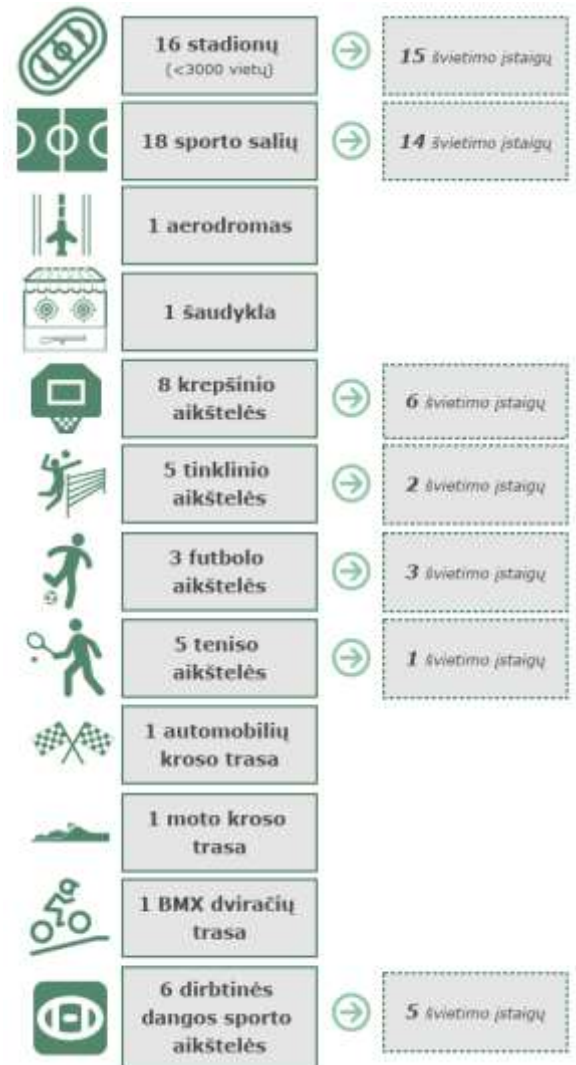 16 stadionų
(<3000 vietų)
15 švietimo įstaigų
18 sporto salių
14 švietimo įstaigų
1 aerodromas
1 šaudykla
8 krepšinio
aikštelės
6 švietimo įstaigų
5 tinklinio
aikštelės
2 švietimo įstaigų
3 futbolo
aikštelės
3 švietimo įstaigų
5 teniso
aikštelės
1 švietimo įstaigų
1 automobilių
kroso trasa
1 moto kroso
trasa
1 BMX dviračių
trasa
6 dirbtinės
dangos sporto
aikštelės
5 švietimo įstaigų